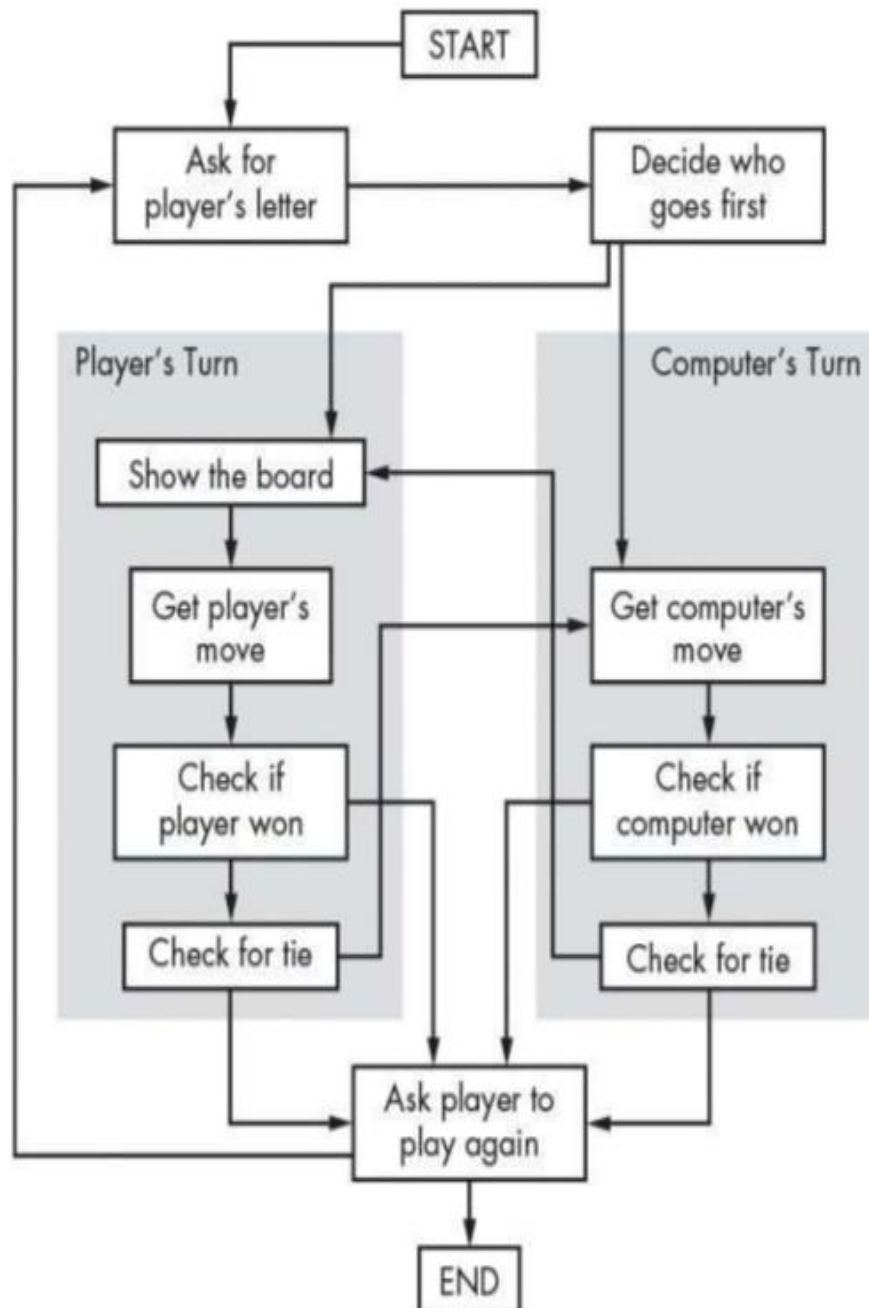 START
Ask for
player's letter
Decide who
goes first
Player's Turn
Computer's Turn
Show the board
Get player's
move
Get computer's
move
Check if
player won
Check if
computer won
Check for tie
Check for tie
Ask player to
play again
END